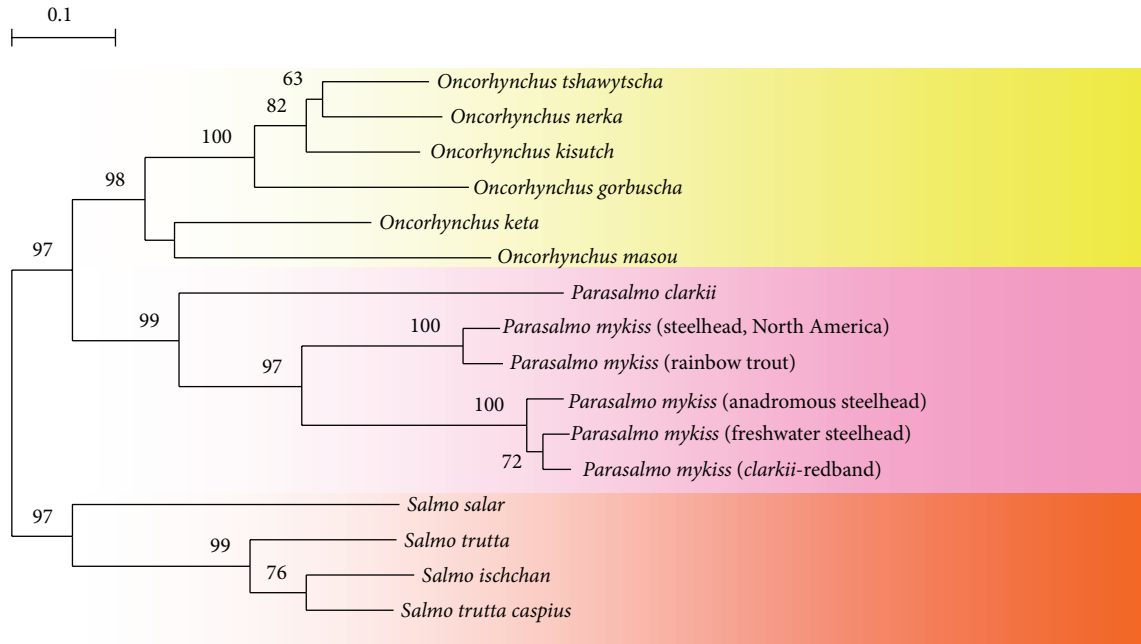 0.1
63
Oncorhynchus tshawytscha
82
Oncorhynchus nerka
100
Oncorhynchus kisutch
98
Oncorhynchus gorbuscha
Oncorhynchus keta
97
Oncorhynchus masou
Parasalmo clarkii
99
100
Parasalmo mykiss (steelhead, North America)
97
Parasalmo mykiss (rainbow trout)
100
Parasalmo mykiss (anadromous steelhead)
Parasalmo mykiss (freshwater steelhead)
72
Parasalmo mykiss (clarkii-redband)
97
Salmo salar
99
Salmo trutta
76
Salmo ischchan
Salmo trutta caspius